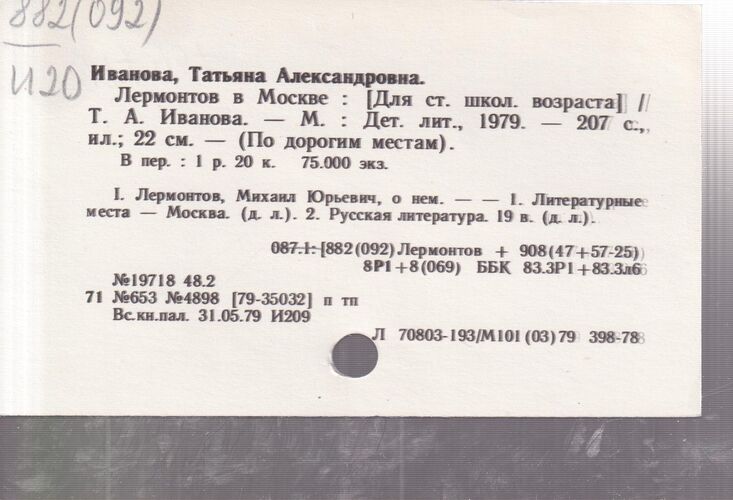 882(092)
И20
Иванова, Татьяна Александровна.
Лермонтов в Москве : [Для ст. школ. возраста] //
Т. А. Иванова. — М. : Дет. лит., 1979. — 207 с.,
ил.; 22 см. — (По дорогим местам).
В пер. : 1 р. 20 к. 75.000 экз.
I. Лермонтов, Михаил Юрьевич, о нем. — — 1. Литературные
места — Москва. (д. л.). 2. Русская литература. 19 в. (д. л.).
087.1:[882(092)Лермонтов + 908(47+57-25)
8Р1+8(069) ББК 83.3Р1+83.3л6
№19718 48.2
71 №653 №4898 [79-35032] п тп
Вс.кн.пал. 31.05.79 И209
Л 70803-193/М101(03)79 398-78